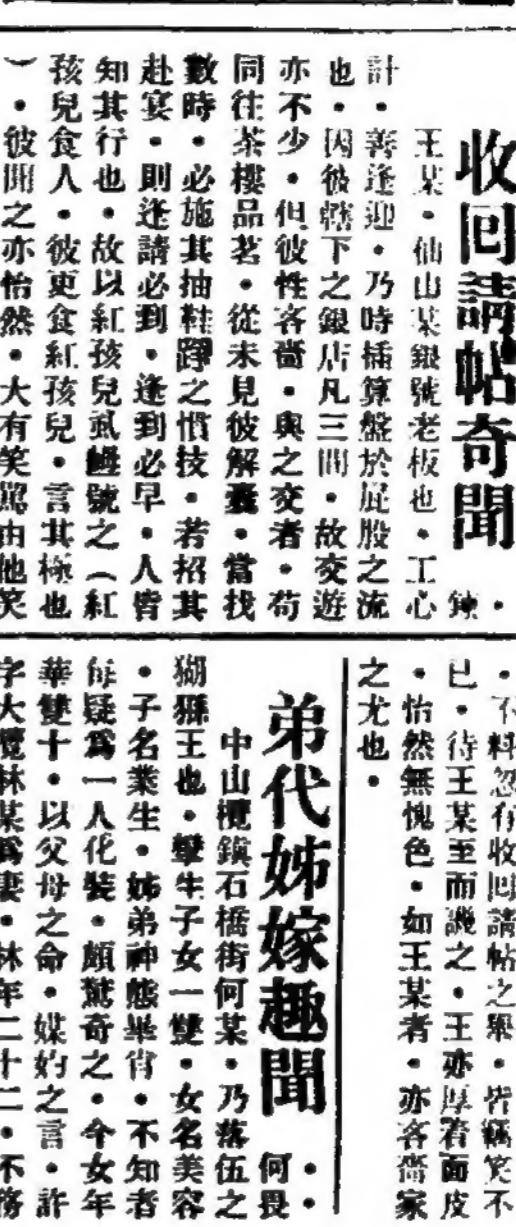 收回請帖奇聞 鍊•
王某•仙山某銀號老板也•工心
計•善逢迎•乃時插算盤於屁股之流
也•因彼轄下之銀店凡三間•故交遊
亦不少•但彼性吝嗇•與之交者•苟
同往茶樓品茗•從未見彼解囊•當找
數時•必施其抽鞋踭之慣技•若招其
赴宴•則逢請必到•逢到必早•人皆
知其行也•故以紅孩兒虱乸號之(紅
孩兒食人•彼更食紅孩兒•言其極也
)•彼聞之亦怡然•大有笑罵由他笑
•不料忽有收回請帖之舉•皆竊笑不
已•待王某至而譏之•王亦厚着面皮
•怡然無愧色•如王某者•亦吝嗇家
之尤也•
弟代姊嫁趣聞 何畏••
中山欖鎮石橋街何某•乃落伍之
猢猻王也•孿生子女一雙•女名美容
•子名業生•姊弟神態畢肖•不知者
每疑爲一人化裝•頗驚奇之•今女年
華雙十•以父母之命•媒妁之言•許
字大欖林某爲妻•林年二十二•不務